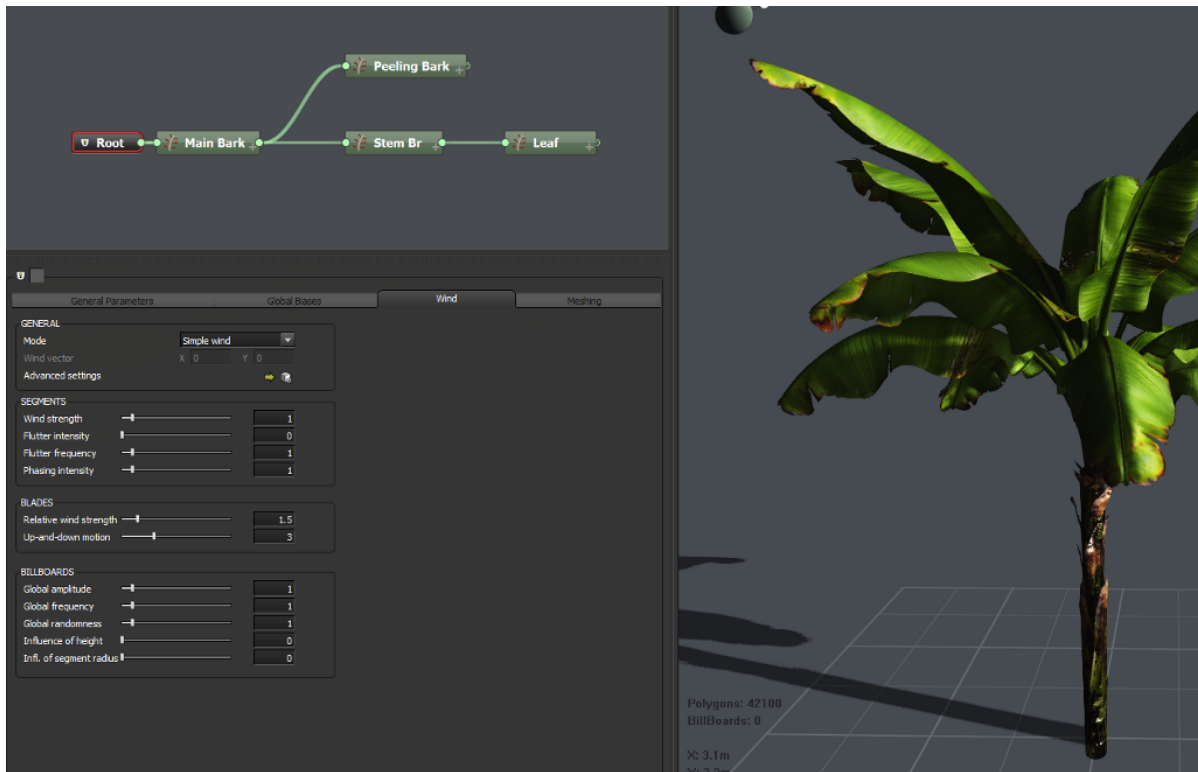 Peeling Bark
Root
Main Bark
Stem Br
Leaf
General Parameters
Global Biases
Wind
Meshing
GENERAL
Mode Simple wind
Wind vector X 0 Y 0
Advanced settings
SEGMENTS
Wind strength 1
Flutter intensity 0
Flutter frequency 1
Phasing intensity 1
BLADES
Relative wind strength 1.5
Up-and-down motion 3
BILLBOARDS
Global amplitude 1
Global frequency 1
Global randomness 1
Influence of height 0
Infl. of segment radius 0
Polygons: 42100
BillBoards: 0
X: 3.1m